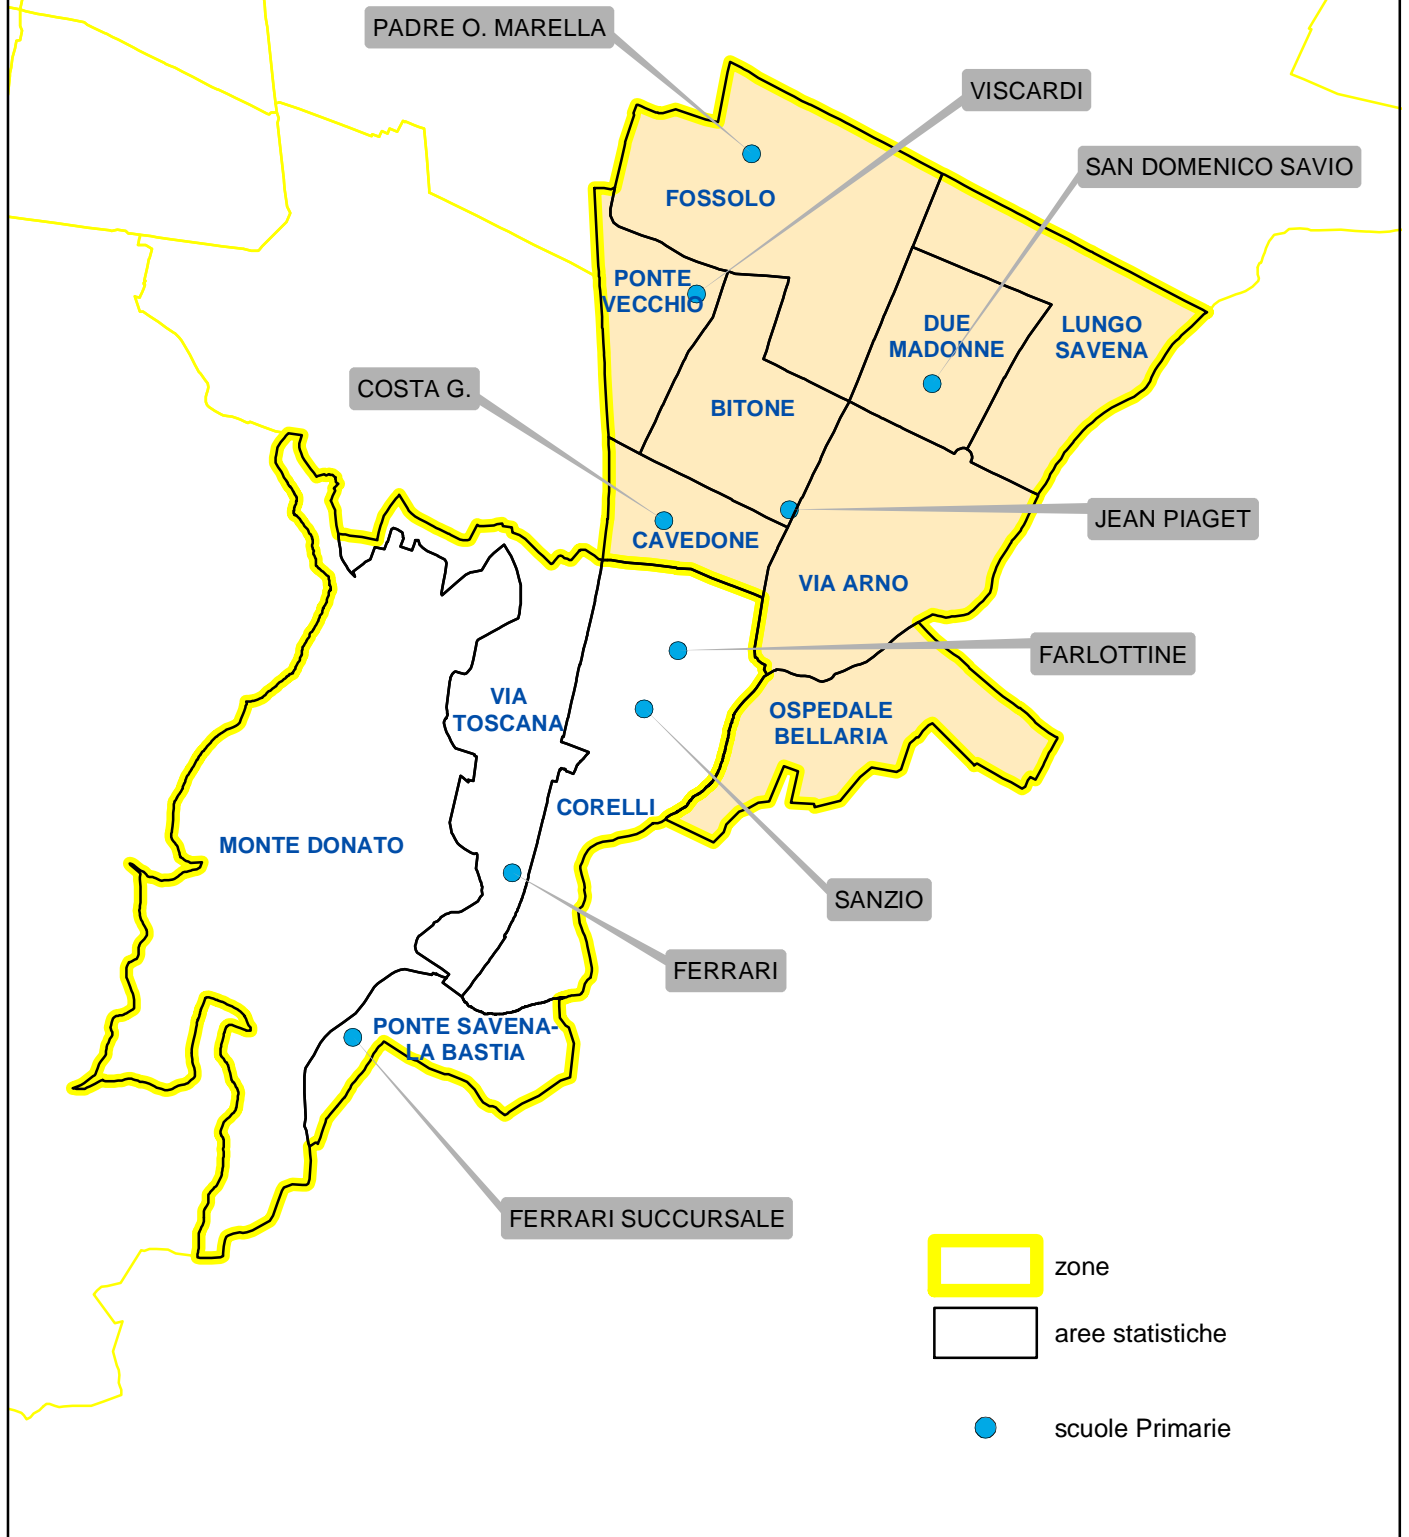 PADRE O. MARELLA
VISCARDI
SAN DOMENICO SAVIO
FOSSOLO
PONTE
VECCHIO
DUE
MADONNE
LUNGO
SAVENA
COSTA G.
BITONE
JEAN PIAGET
CAVEDONE
VIA ARNO
FARLOTTINE
VIA
TOSCANA
OSPEDALE
BELLARIA
CORELLI
MONTE DONATO
SANZIO
FERRARI
PONTE SAVENA-
LA BASTIA
FERRARI SUCCURSALE
zone
aree statistiche
scuole Primarie